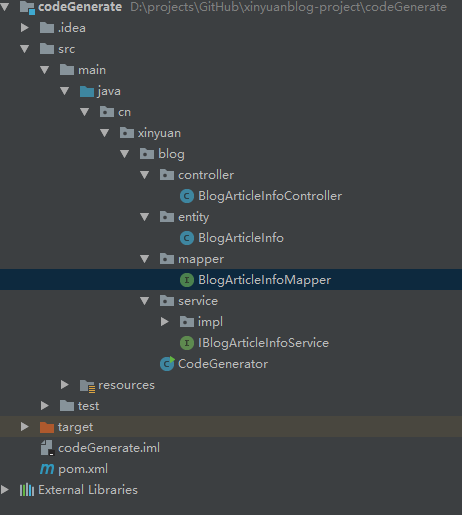 codeGenerate D:\projects\GitHub\xinyuanblog-project\codeGenerate
.idea
src
main
java
cn
xinyuan
blog
controller
C BlogArticleInfoController
entity
C BlogArticleInfo
mapper
I BlogArticleInfoMapper
service
impl
I IBlogArticleInfoService
C CodeGenerator
resources
test
target
codeGenerate.iml
m pom.xml
External Libraries